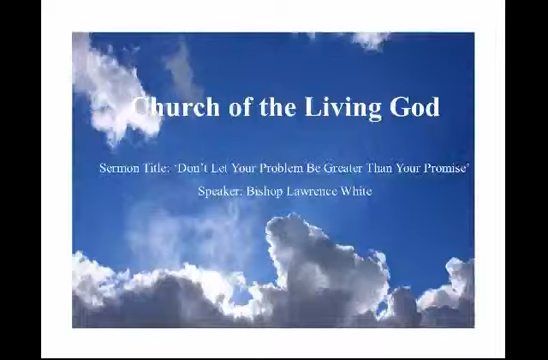 Church of the Living God
Sermon Title: ‘Don’t Let Your Problem Be Greater Than Your Promise’
Speaker: Bishop Lawrence White